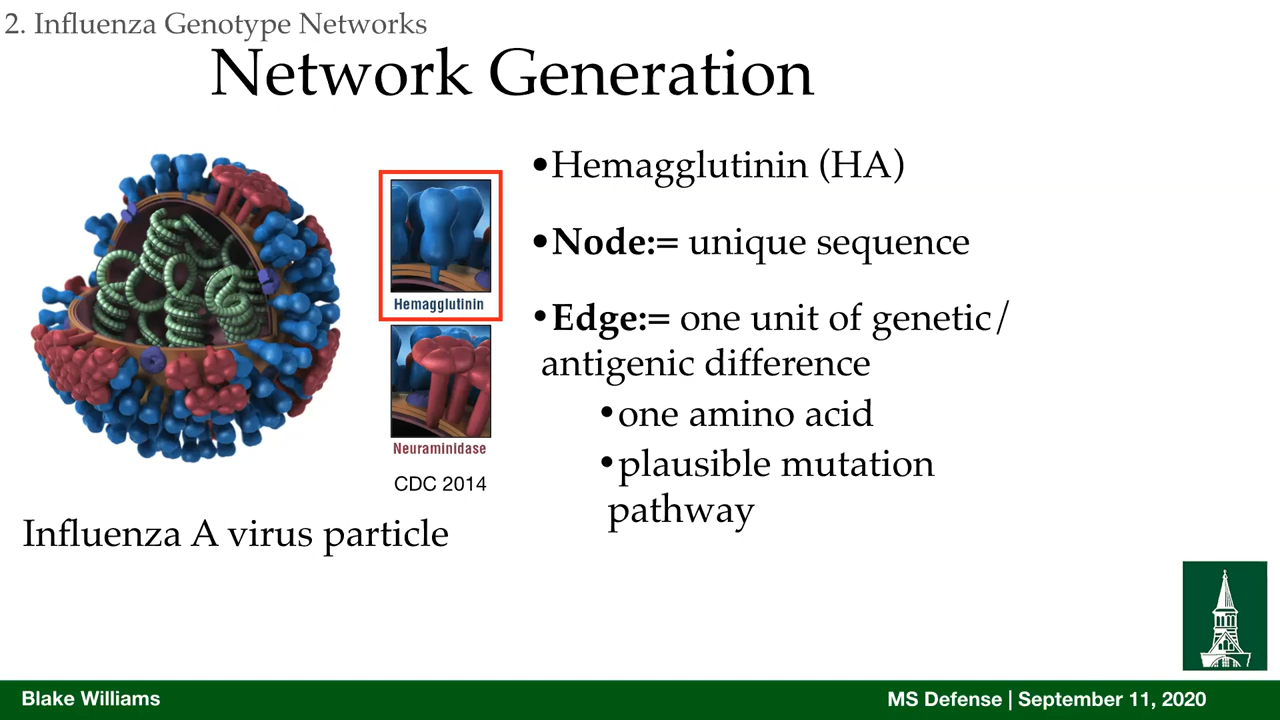 2. Influenza Genotype Networks
Network Generation
Hemagglutinin
Neuraminidase
CDC 2014
Influenza A virus particle
•Hemagglutinin (HA)
•Node:= unique sequence
•Edge:= one unit of genetic/
antigenic difference
•one amino acid
•plausible mutation
pathway
Blake Williams
MS Defense | September 11, 2020